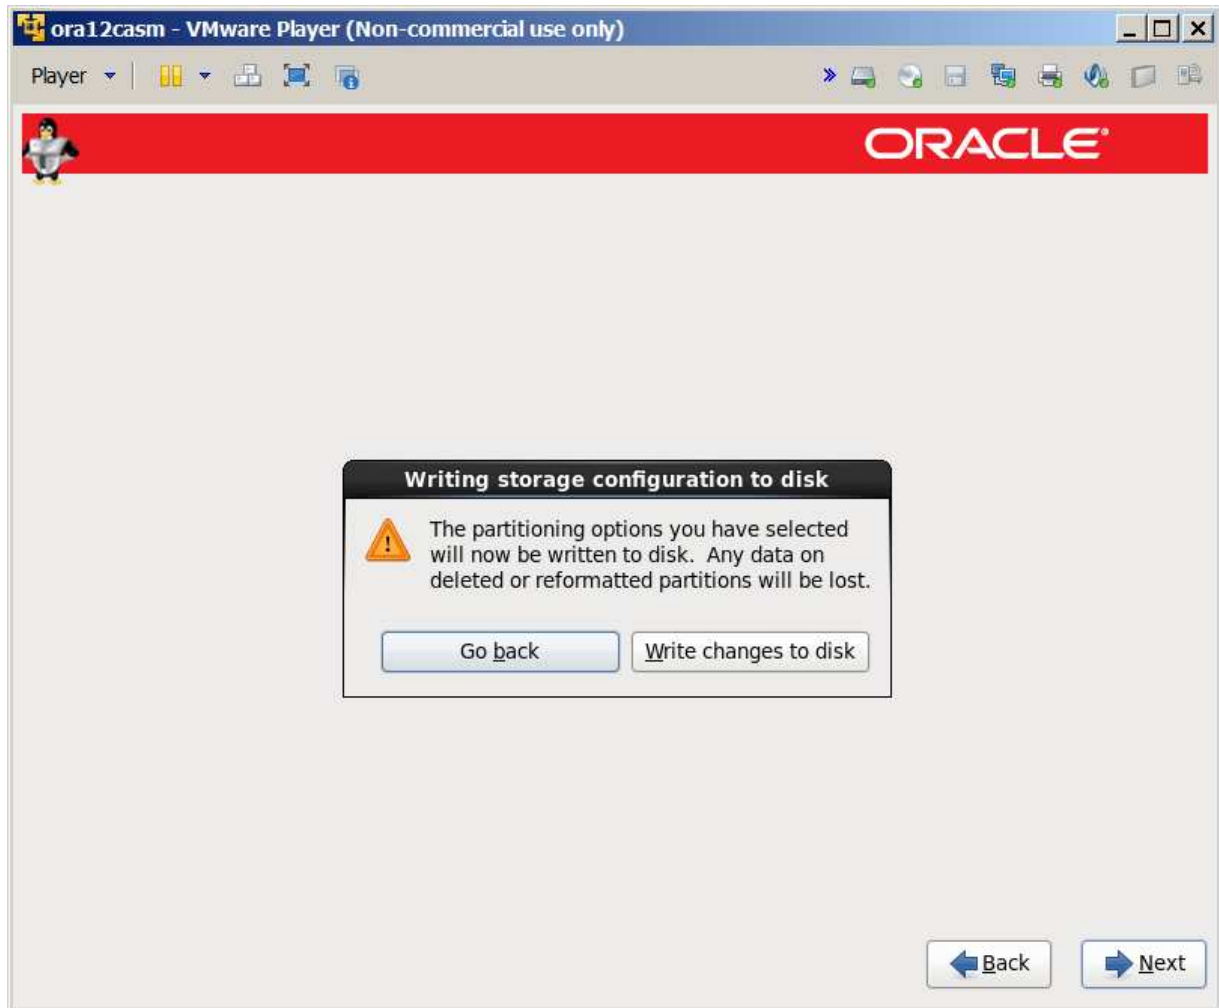 ora12casm - VMware Player (Non-commercial use only)
Player
ORACLE®
Writing storage configuration to disk
The partitioning options you have selected
will now be written to disk. Any data on
deleted or reformatted partitions will be lost.
Go back
Write changes to disk
Back
Next